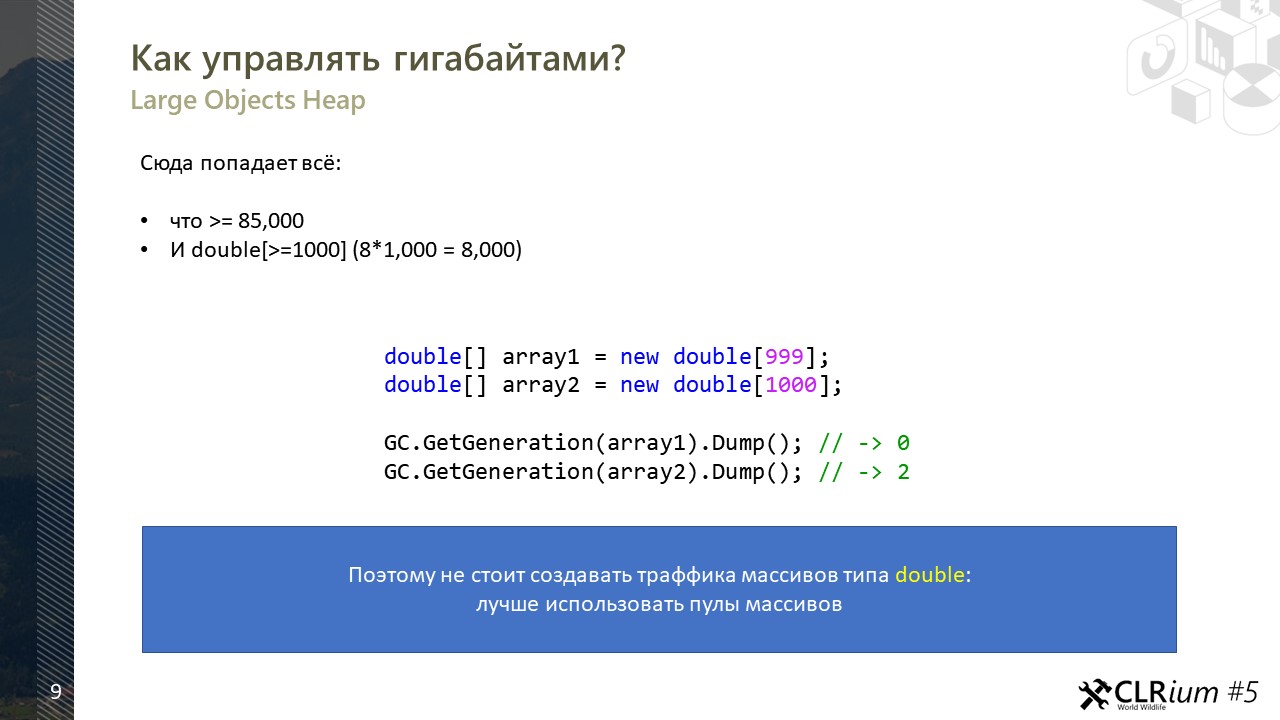 Как управлять гигабайтами?
Large Objects Heap
Сюда попадает всё:
• что >= 85,000
• И double[>=1000] (8*1,000 = 8,000)
double[] array1 = new double[999];
double[] array2 = new double[1000];
GC.GetGeneration(array1).Dump(); // -> 0
GC.GetGeneration(array2).Dump(); // -> 2
Поэтому не стоит создавать траффика массивов типа double:
лучше использовать пулы массивов
9
CLRium #5
World Wildlife